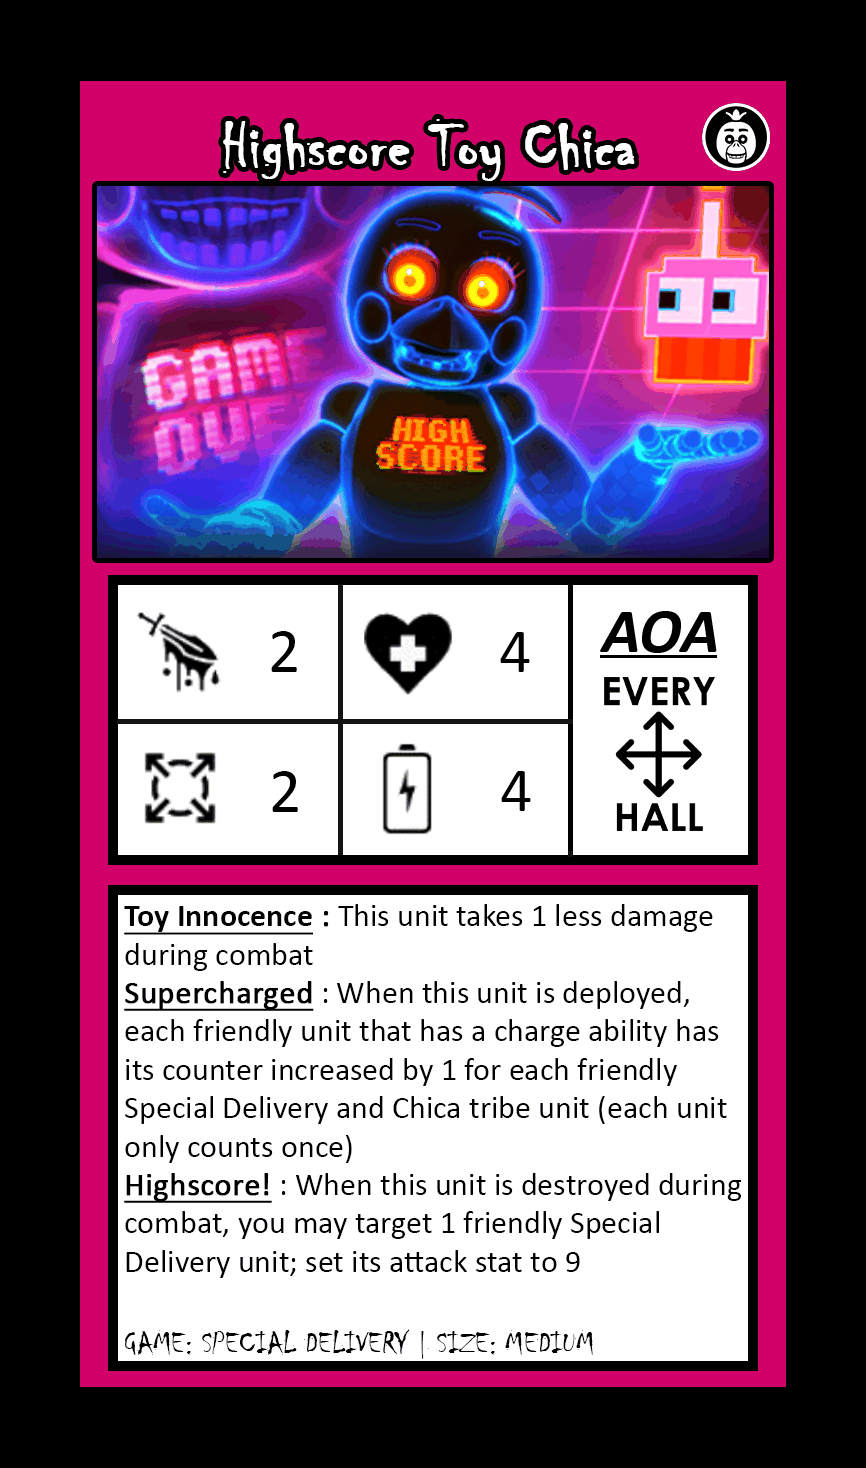 Highscore Toy Chica
GAME
OVE
HIGH
SCORE
2
4
AOA
EVERY
HALL
2
4
Toy Innocence : This unit takes 1 less damage
during combat
Supercharged : When this unit is deployed,
each friendly unit that has a charge ability has
its counter increased by 1 for each friendly
Special Delivery and Chica tribe unit (each unit
only counts once)
Highscore! : When this unit is destroyed during
combat, you may target 1 friendly Special
Delivery unit; set its attack stat to 9
GAME: SPECIAL DELIVERY | SIZE: MEDIUM